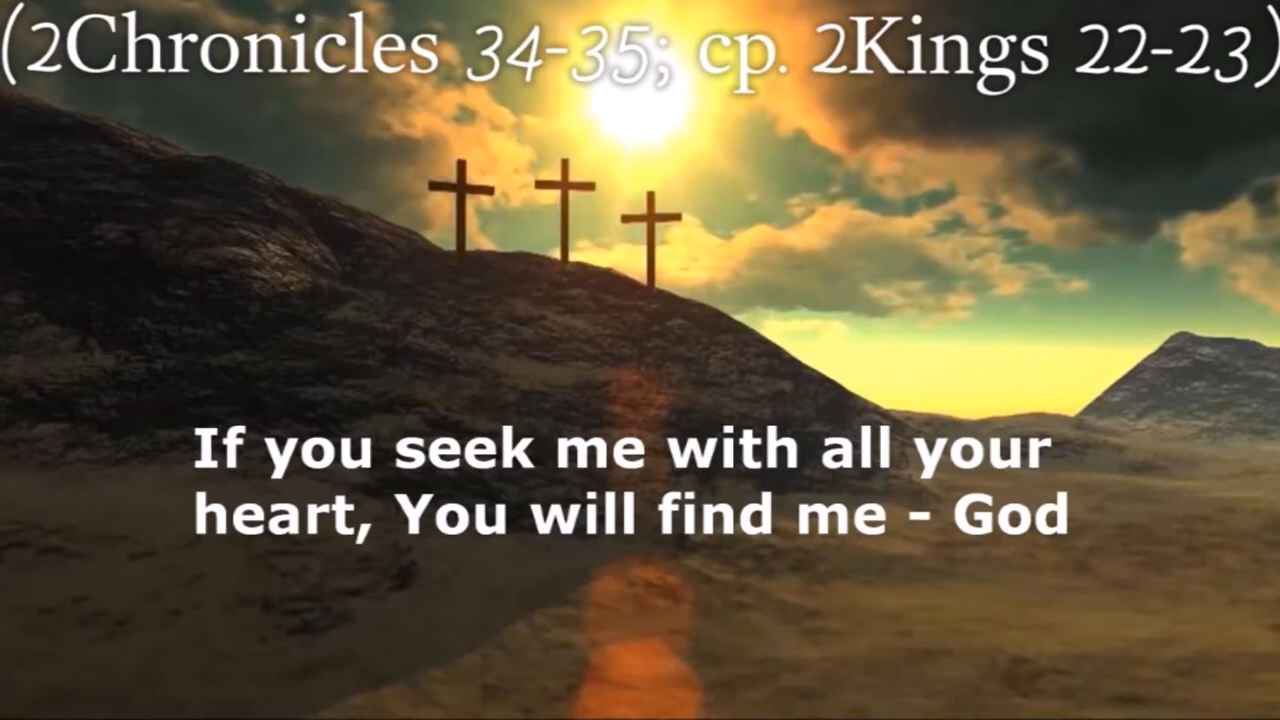 (2Chronicles 34-35; cp. 2Kings 22-23)
If you seek me with all your
heart, You will find me - God